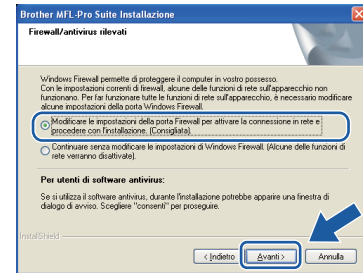 Brother MFL-Pro Suite Installazione
Firewall/antivirus rilevati
Windows Firewall permette di proteggere il computer in vostro possesso.
Con le impostazioni correnti di firewall, alcune delle funzioni di rete sull'apparecchio non
funzionano. Per far funzionare tutte le funzioni di rete sull'apparecchio, è necessario modificare
alcune impostazioni della porta Windows Firewall.
Modificare le impostazioni della porta Firewall per attivare la connessione in rete e
procedere con l'installazione. (Consigliata).
Continuare senza modificare le impostazioni di Windows Firewall. (Alcune delle funzioni di
rete verranno disattivate).
Per utenti di software antivirus:
Se si utilizza il software antivirus, durante l'installazione potrebbe apparire una finestra di
dialogo di avviso. Scegliere "consenti" per proseguire.
InstallShield
< Indietro
Avanti >
Annulla